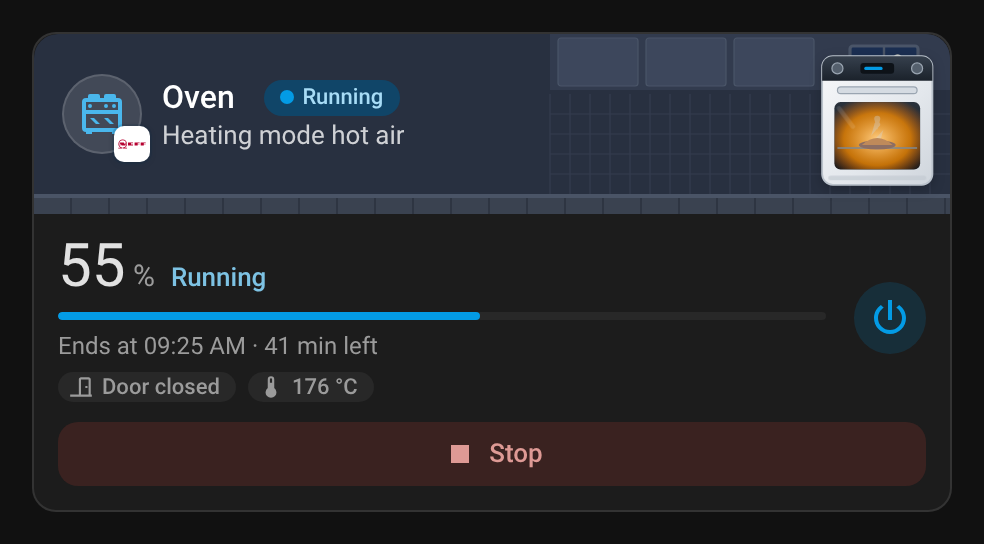 Oven
Running
Heating mode hot air
55 % Running
Ends at 09:25 AM · 41 min left
Door closed
176 °C
Stop